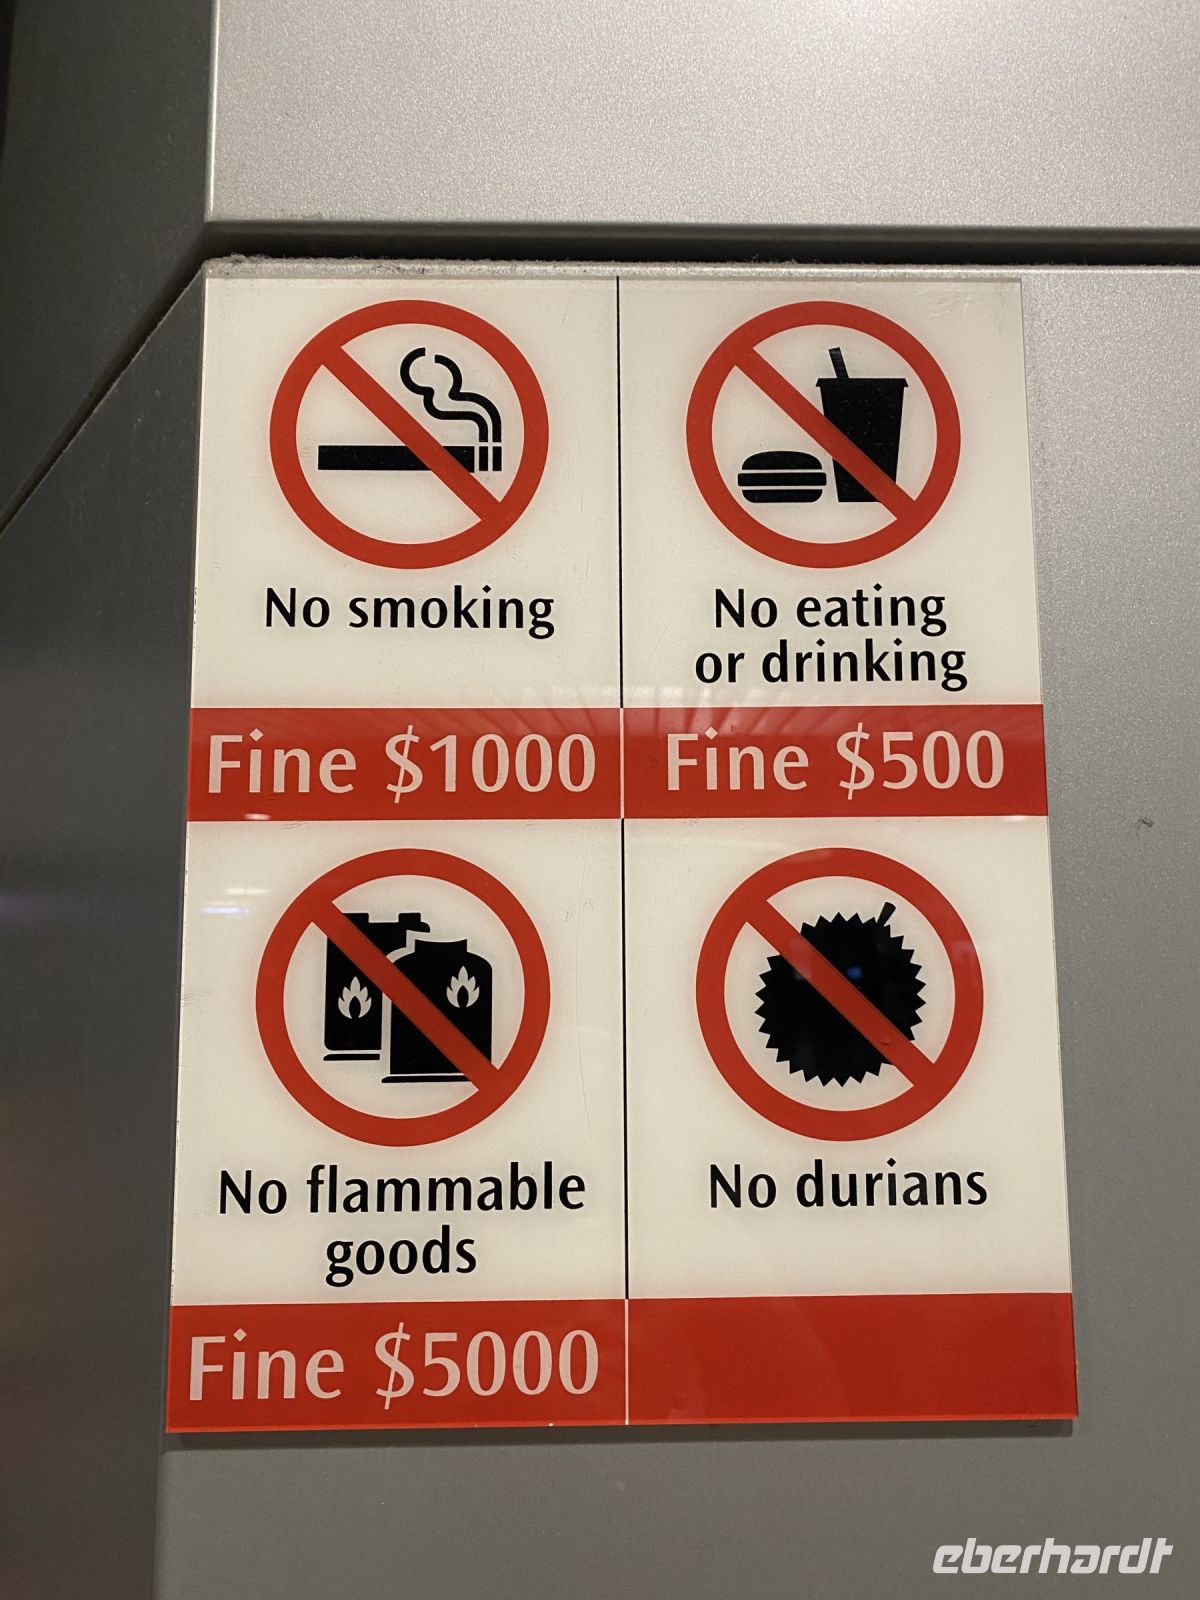 No smoking
No eating
or drinking
Fine $1000
Fine $500
No flammable
goods
No durians
Fine $5000
eberhardt